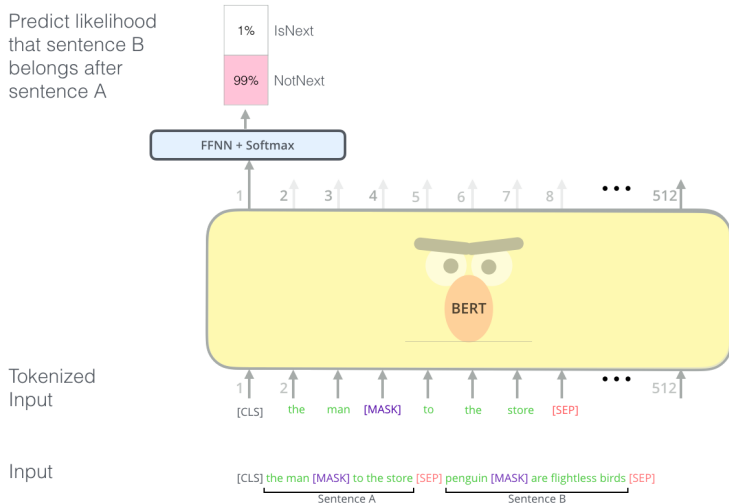 Predict likelihood
that sentence B
belongs after
sentence A
1% IsNext
99% NotNext
FFNN + Softmax
1 2 3 4 5 6 7 8 ••• 512
BERT
Tokenized
Input
1 2 ••• 512
[CLS] the man [MASK] to the store [SEP]
Input
[CLS] the man [MASK] to the store [SEP] penguin [MASK] are flightless birds [SEP]
Sentence A Sentence B